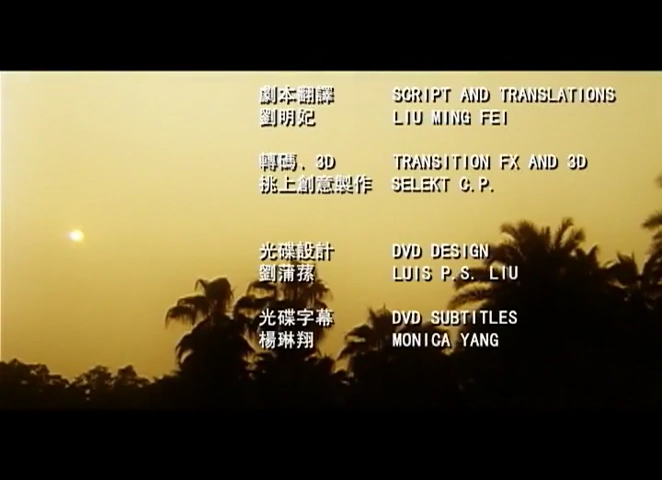 劇本翻譯 SCRIPT AND TRANSLATIONS
劉明妃 LIU MING FEI
轉碼.3D TRANSITION FX AND 3D
挑上創意製作 SELEKT C.P.
光碟設計 DVD DESIGN
劉蒲蓀 LUIS P.S. LIU
光碟字幕 DVD SUBTITLES
楊琳翔 MONICA YANG